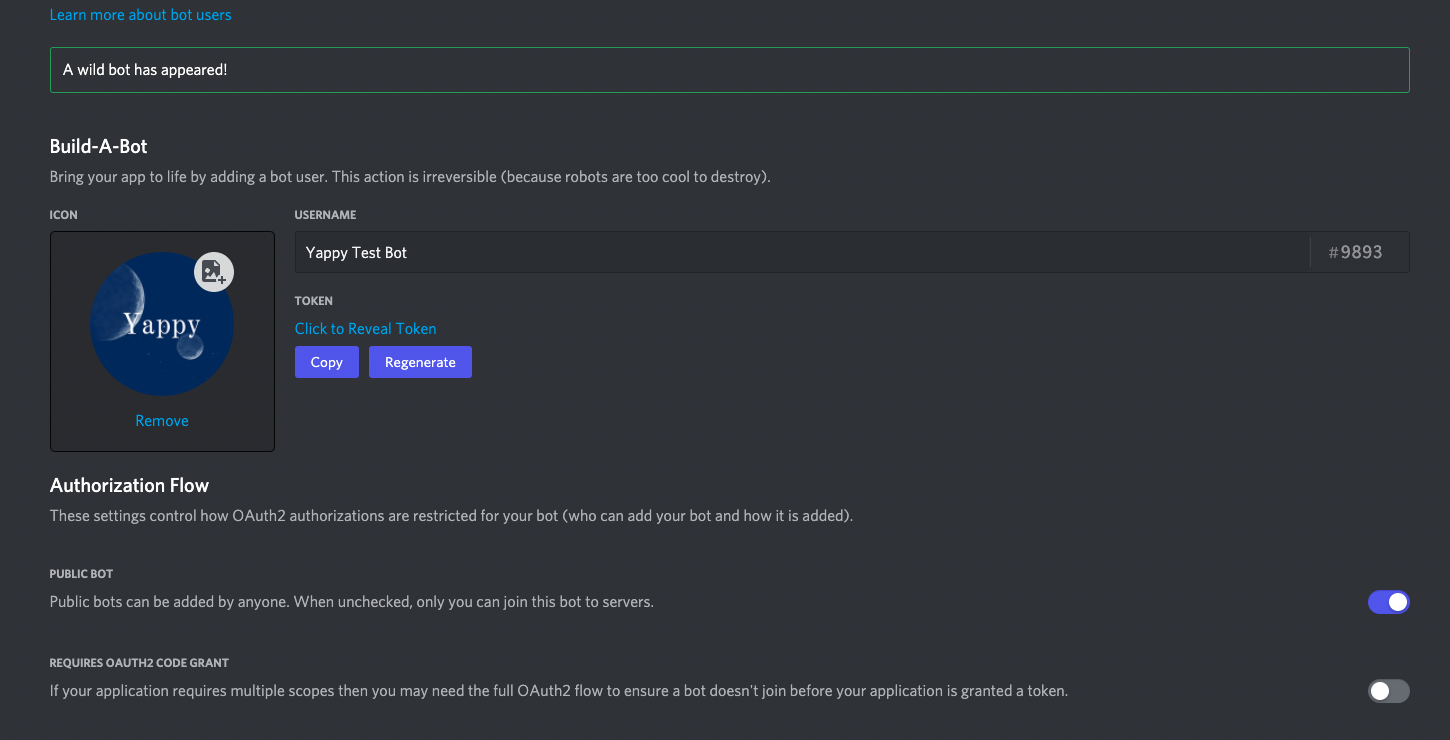 Learn more about bot users
A wild bot has appeared!
Build-A-Bot
Bring your app to life by adding a bot user. This action is irreversible (because robots are too cool to destroy).
ICON
Yappy
Remove
USERNAME
Yappy Test Bot
#9893
TOKEN
Click to Reveal Token
Copy Regenerate
Authorization Flow
These settings control how OAuth2 authorizations are restricted for your bot (who can add your bot and how it is added).
PUBLIC BOT
Public bots can be added by anyone. When unchecked, only you can join this bot to servers.
REQUIRES OAUTH2 CODE GRANT
If your application requires multiple scopes then you may need the full OAuth2 flow to ensure a bot doesn't join before your application is granted a token.